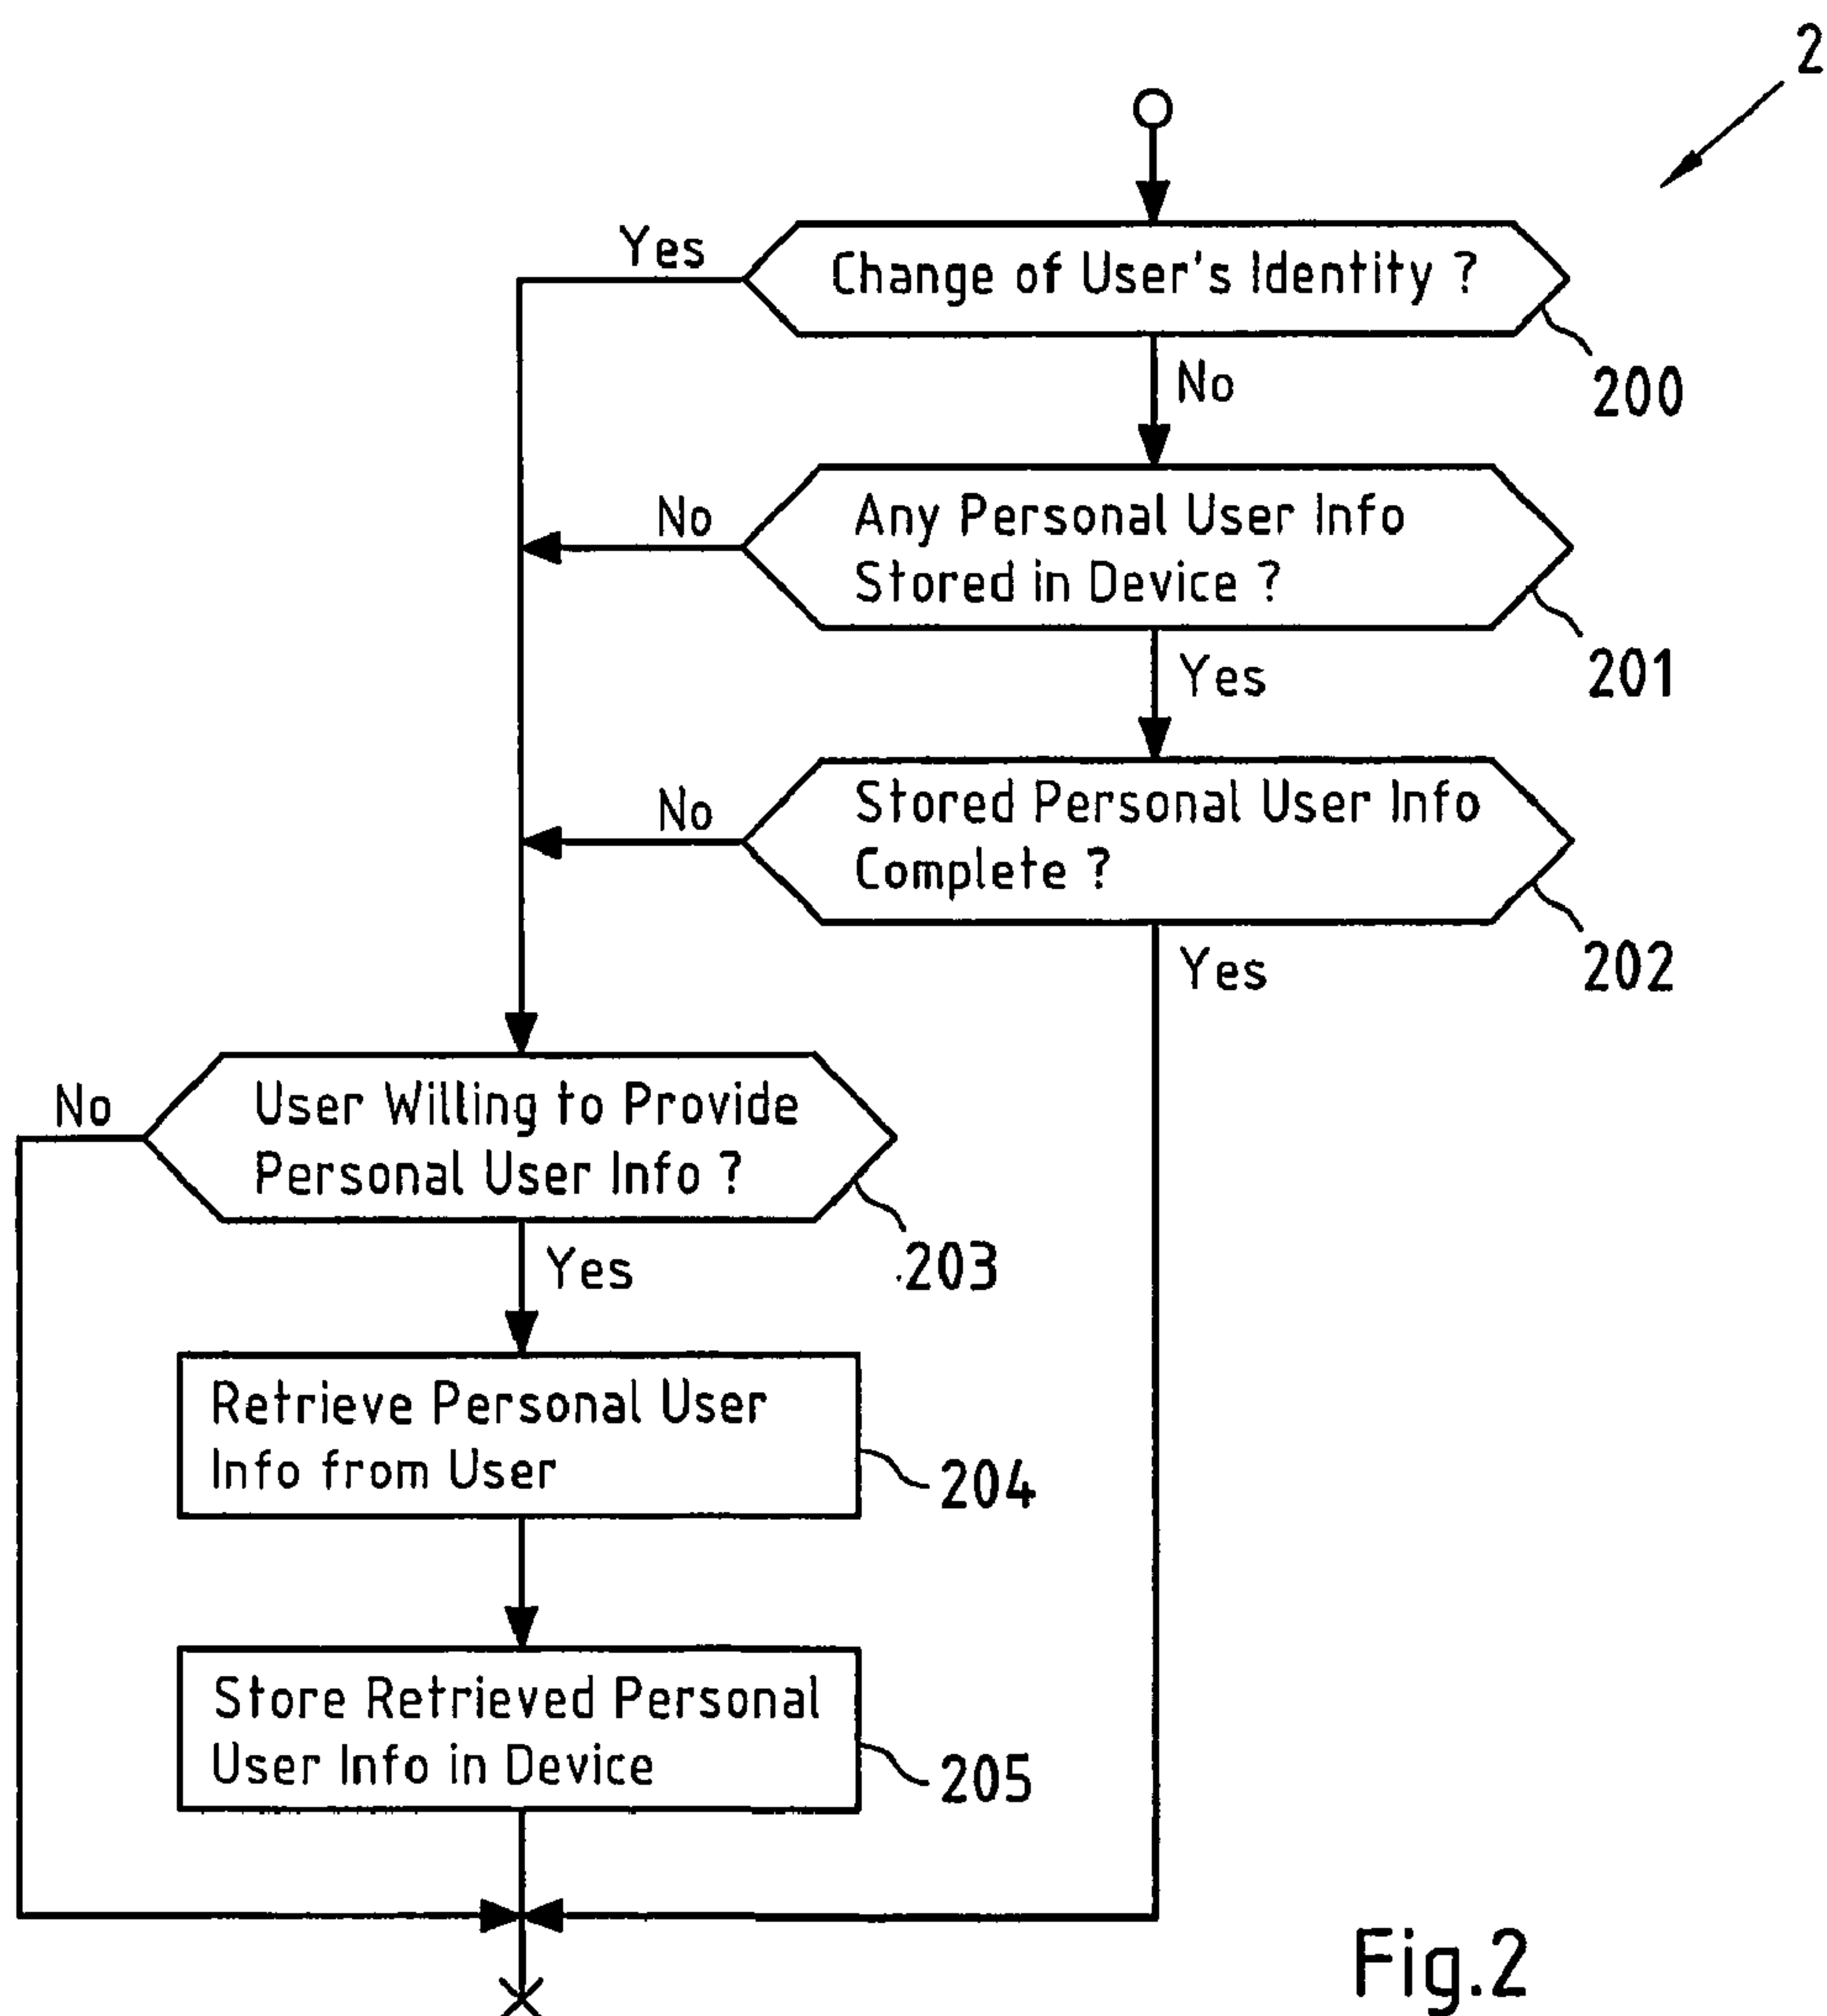 2
Yes
Change of User's Identity ?
200
No
No
Any Personal User Info
Stored in Device ?
201
Yes
No
Stored Personal User Info
Complete ?
202
Yes
No
User Willing to Provide
Personal User Info ?
203
Yes
Retrieve Personal User
Info from User
204
Store Retrieved Personal
User Info in Device
205
Fig.2